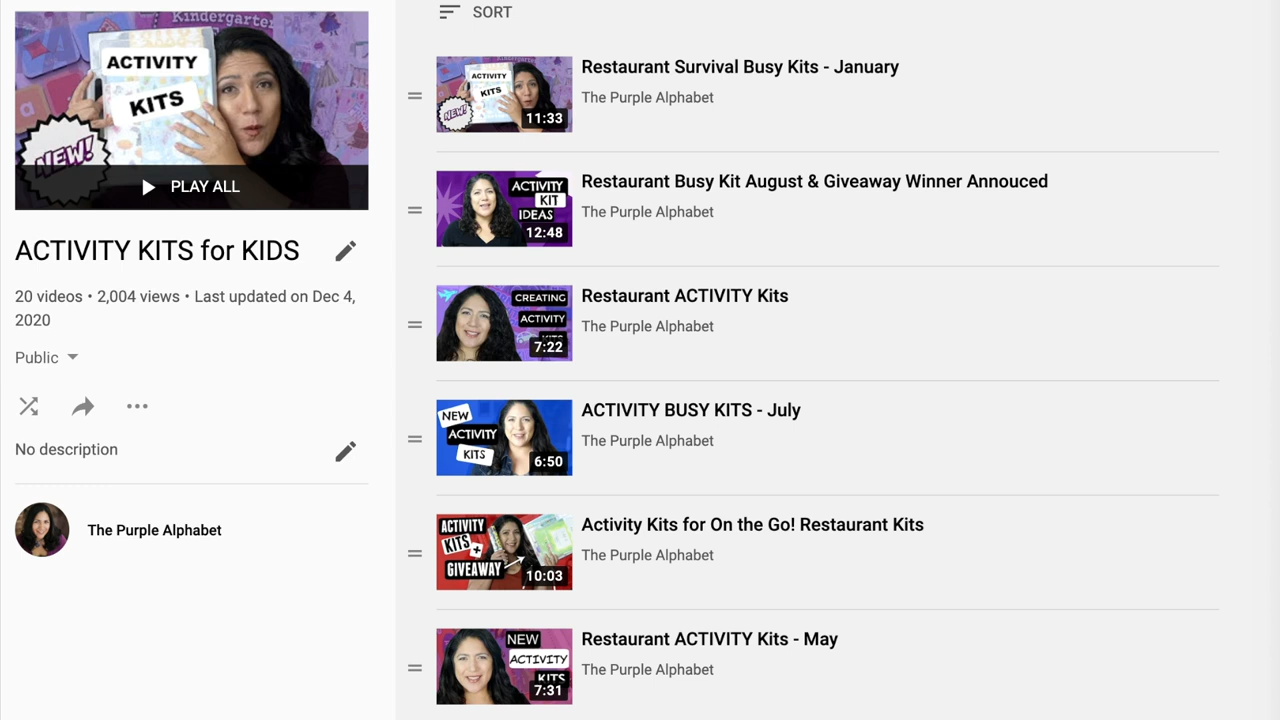 Kindergarten
ACTIVITY
KITS
NEW!
PLAY ALL
ACTIVITY KITS for KIDS
20 videos • 2,004 views • Last updated on Dec 4,
2020
Public
No description
The Purple Alphabet
SORT
ACTIVITY
KITS
NEW!
11:33
Restaurant Survival Busy Kits - January
The Purple Alphabet
ACTIVITY
KIT
IDEAS
12:48
Restaurant Busy Kit August & Giveaway Winner Annouced
The Purple Alphabet
CREATING
ACTIVITY
KITS
7:22
Restaurant ACTIVITY Kits
The Purple Alphabet
NEW
ACTIVITY
KITS
6:50
ACTIVITY BUSY KITS - July
The Purple Alphabet
ACTIVITY
KITS +
GIVEAWAY
10:03
Activity Kits for On the Go! Restaurant Kits
The Purple Alphabet
NEW
ACTIVITY
KITS
7:31
Restaurant ACTIVITY Kits - May
The Purple Alphabet